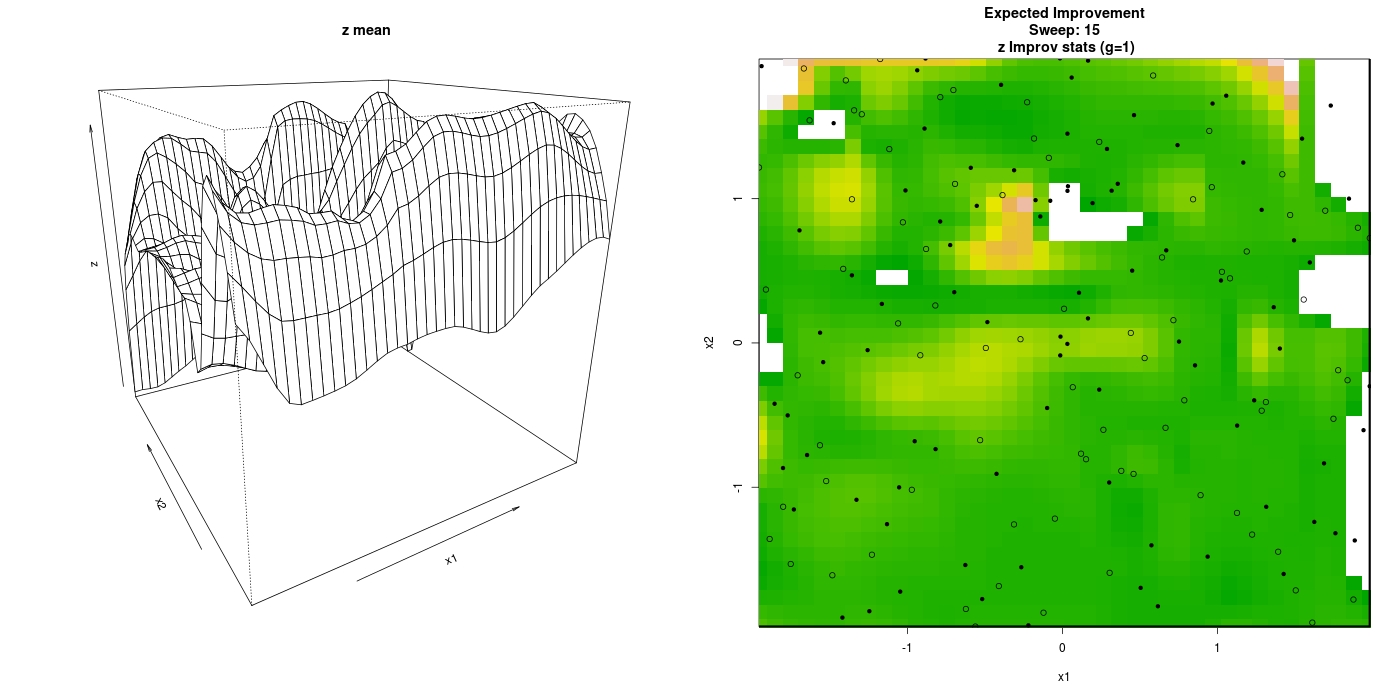 z mean
z
x2
x1
Expected Improvement
Sweep: 15
z Improv stats (g=1)
x2
1
0
-1
-1
0
1
x1